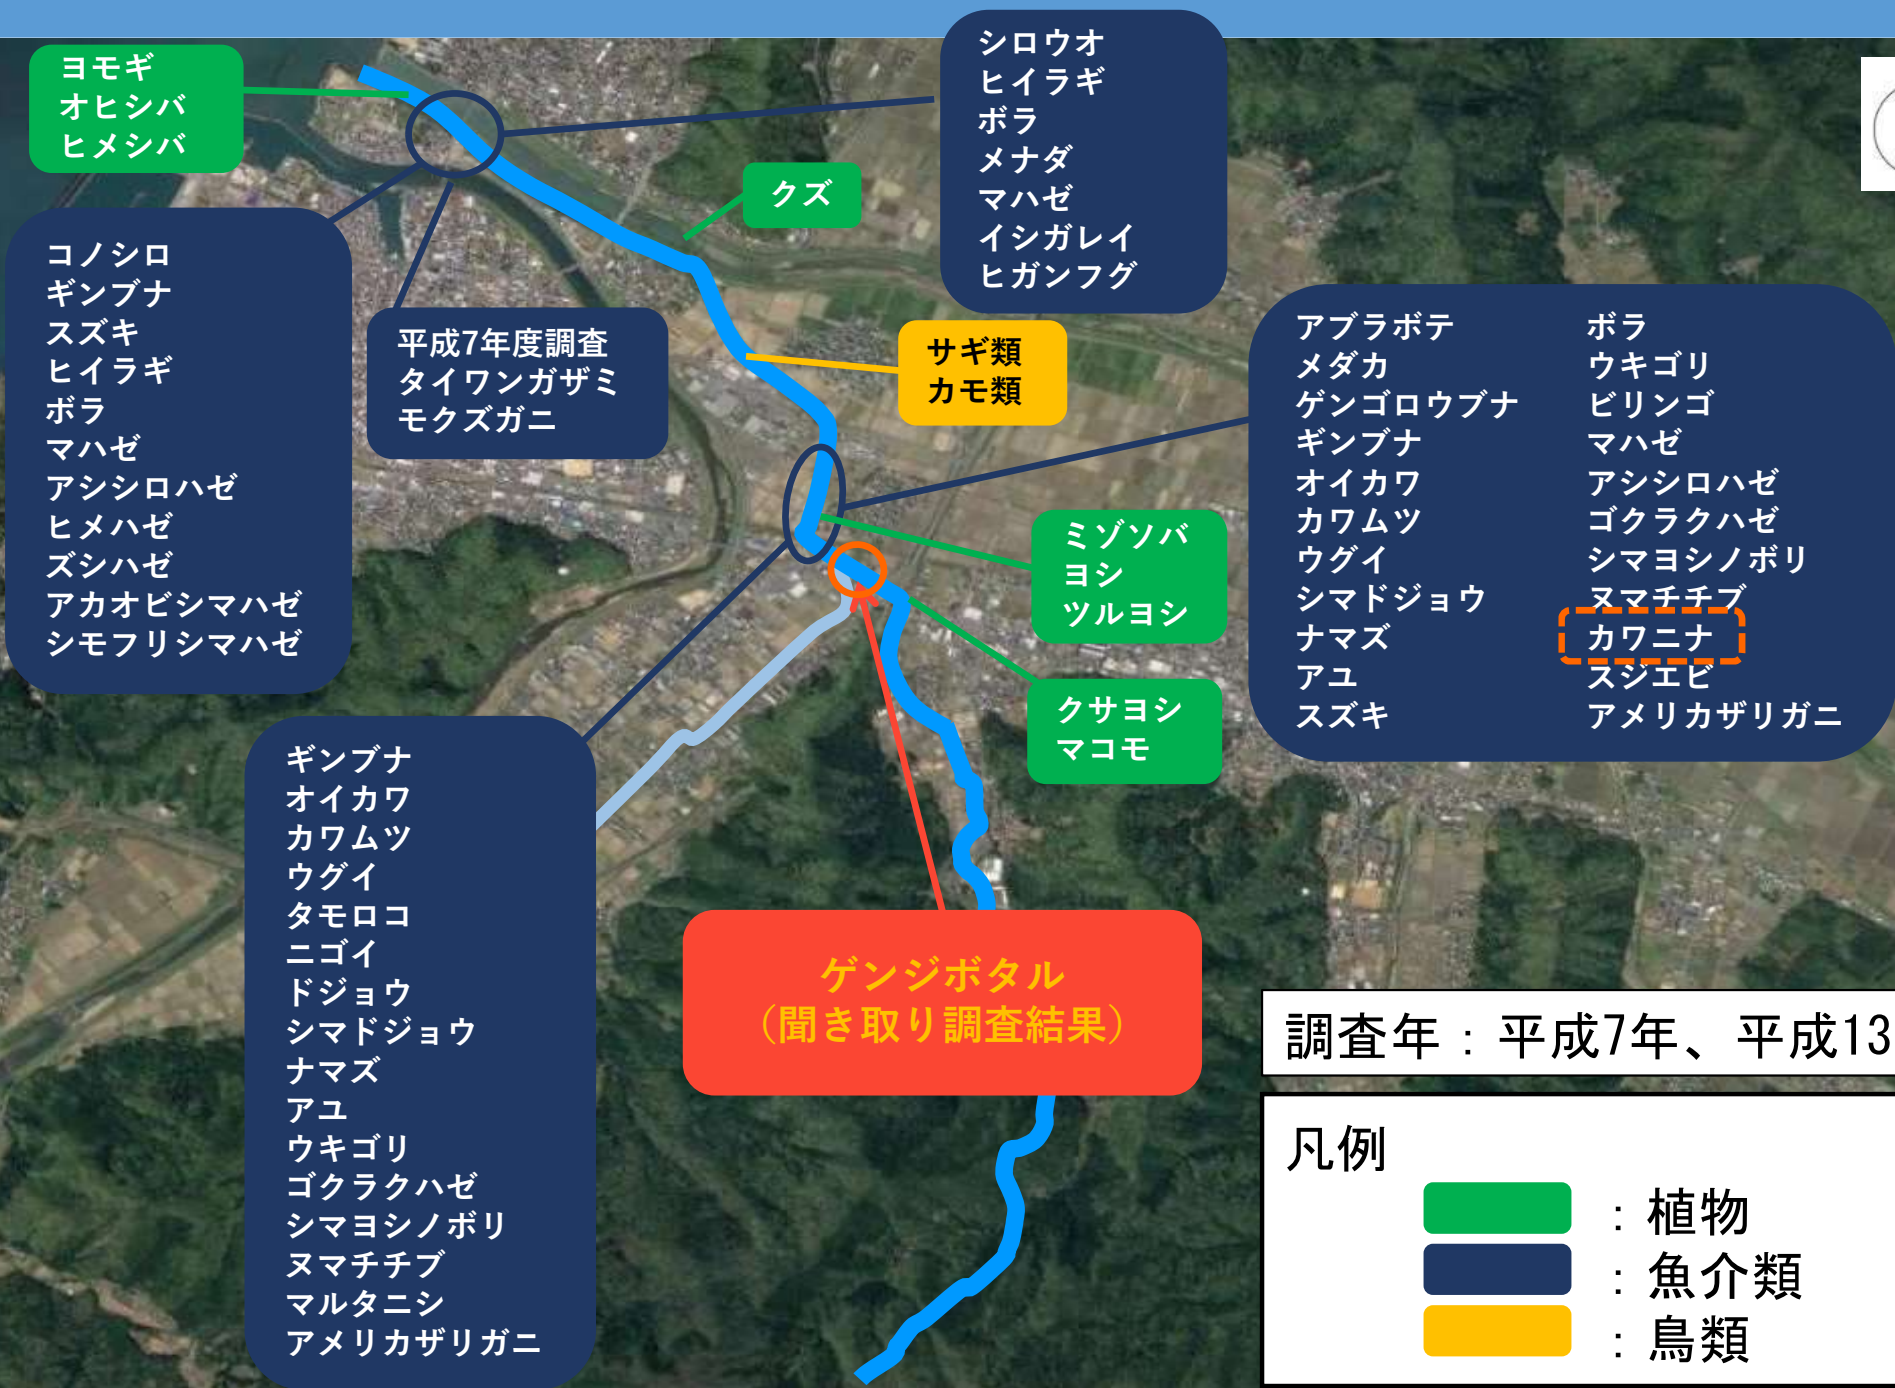 ヨモギ
オヒシバ
ヒメシバ
シロウオ
ヒイラギ
ボラ
メナダ
マハゼ
イシガレイ
ヒガンフグ
クズ
コノシロ
ギンブナ
スズキ
ヒイラギ
ボラ
マハゼ
アシシロハゼ
ヒメハゼ
ズシハゼ
アカオビシマハゼ
シモフリシマハゼ
平成7年度調査
タイワンガザミ
モクズガニ
サギ類
カモ類
アブラボテ
メダカ
ゲンゴロウブナ
ギンブナ
オイカワ
カワムツ
ウグイ
シマドジョウ
ナマズ
アユ
スズキ
ボラ
ウキゴリ
ビリンゴ
マハゼ
アシシロハゼ
ゴクラクハゼ
シマヨシノボリ
ヌマチチブ
カワニナ
スジエビ
アメリカザリガニ
ミゾソバ
ヨシ
ツルヨシ
クサヨシ
マコモ
ギンブナ
オイカワ
カワムツ
ウグイ
タモロコ
ニゴイ
ドジョウ
シマドジョウ
ナマズ
アユ
ウキゴリ
ゴクラクハゼ
シマヨシノボリ
ヌマチチブ
マルタニシ
アメリカザリガニ
ゲンジボタル
（聞き取り調査結果）
調査年：平成7年、平成13
凡例
：植物
：魚介類
：鳥類